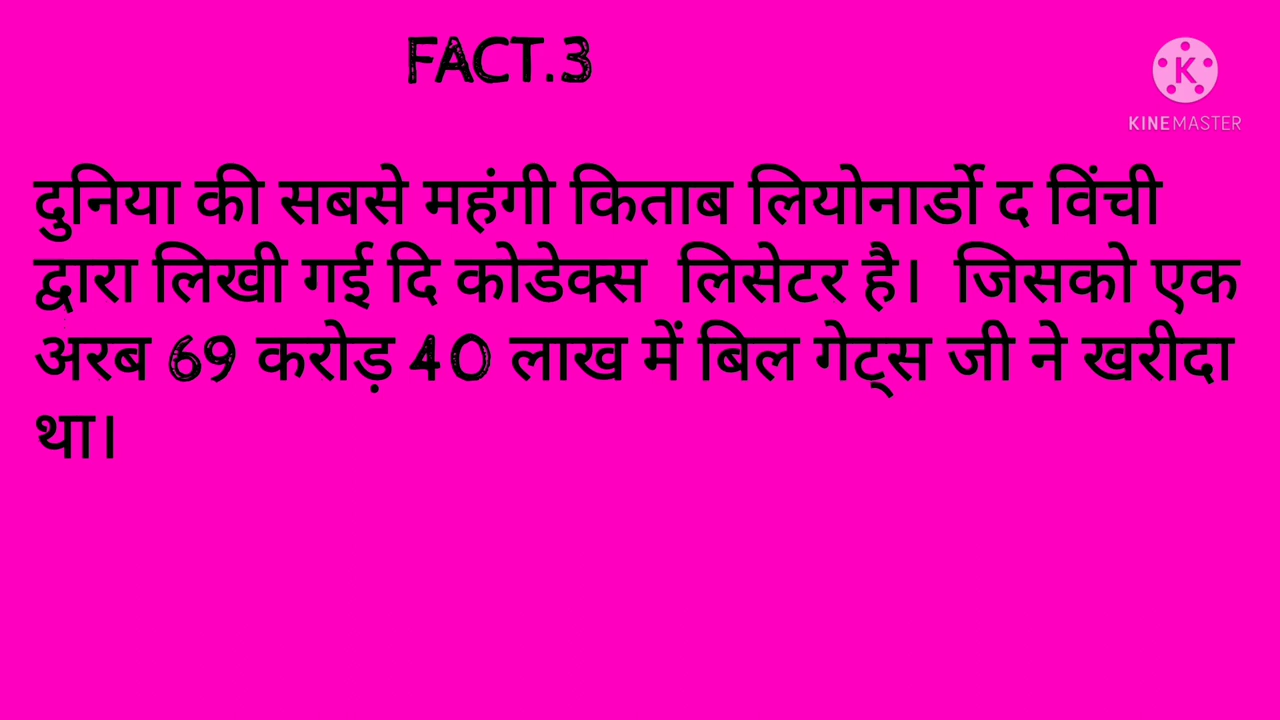 FACT.3
KINEMASTER
दुनिया की सबसे महंगी किताब लियोनार्डो द विंची
द्वारा लिखी गई दि कोडेक्स लिसेटर है। जिसको एक
अरब 69 करोड़ 40 लाख में बिल गेट्स जी ने खरीदा
था।